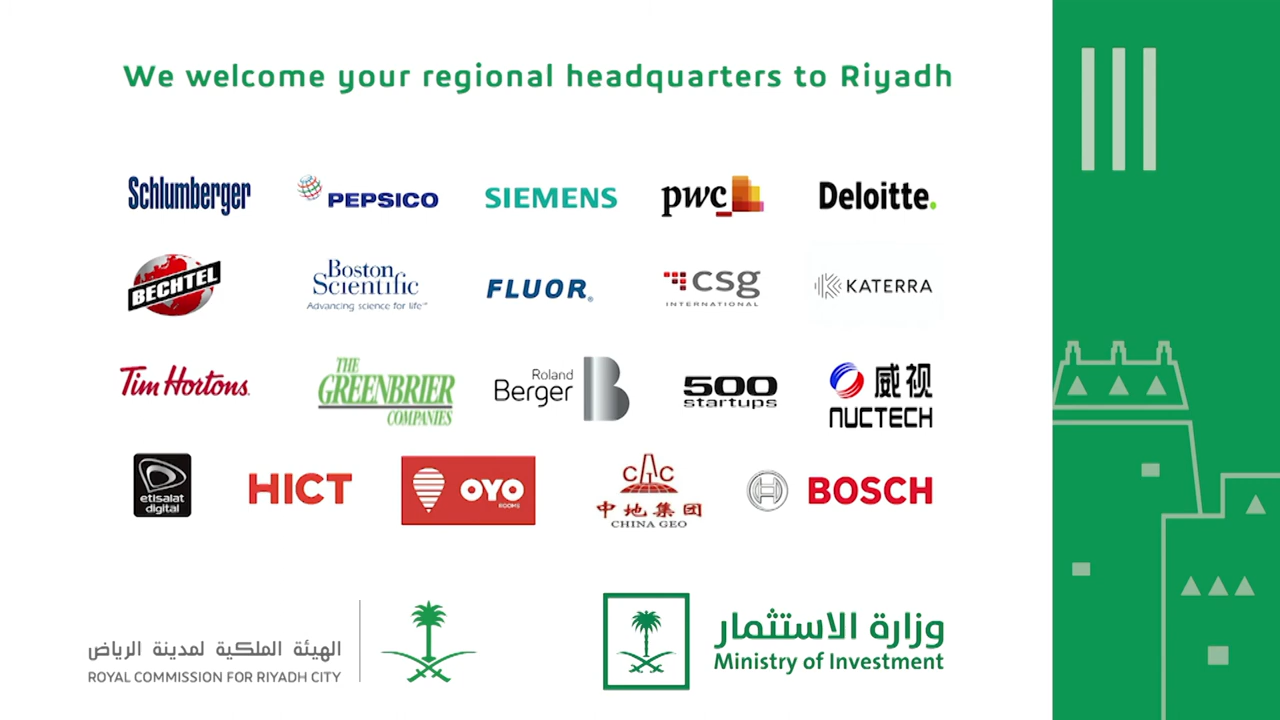 We welcome your regional headquarters to Riyadh
Schlumberger
PEPSICO
SIEMENS
pwc
Deloitte.
BECHTEL
Boston
Scientific
Advancing science for life™
FLUOR®
csg
INTERNATIONAL
KATERRA
Tim Hortons.
THE
GREENBRIER
COMPANIES
Roland
Berger
B
500
startups
威视
NUCTECH
etisalat
digital
HICT
OYO
ROOMS
CGC
中地集团
CHINA GEO
BOSCH
الهيئة الملكية لمدينة الرياض
ROYAL COMMISSION FOR RIYADH CITY
وزارة الاستثمار
Ministry of Investment